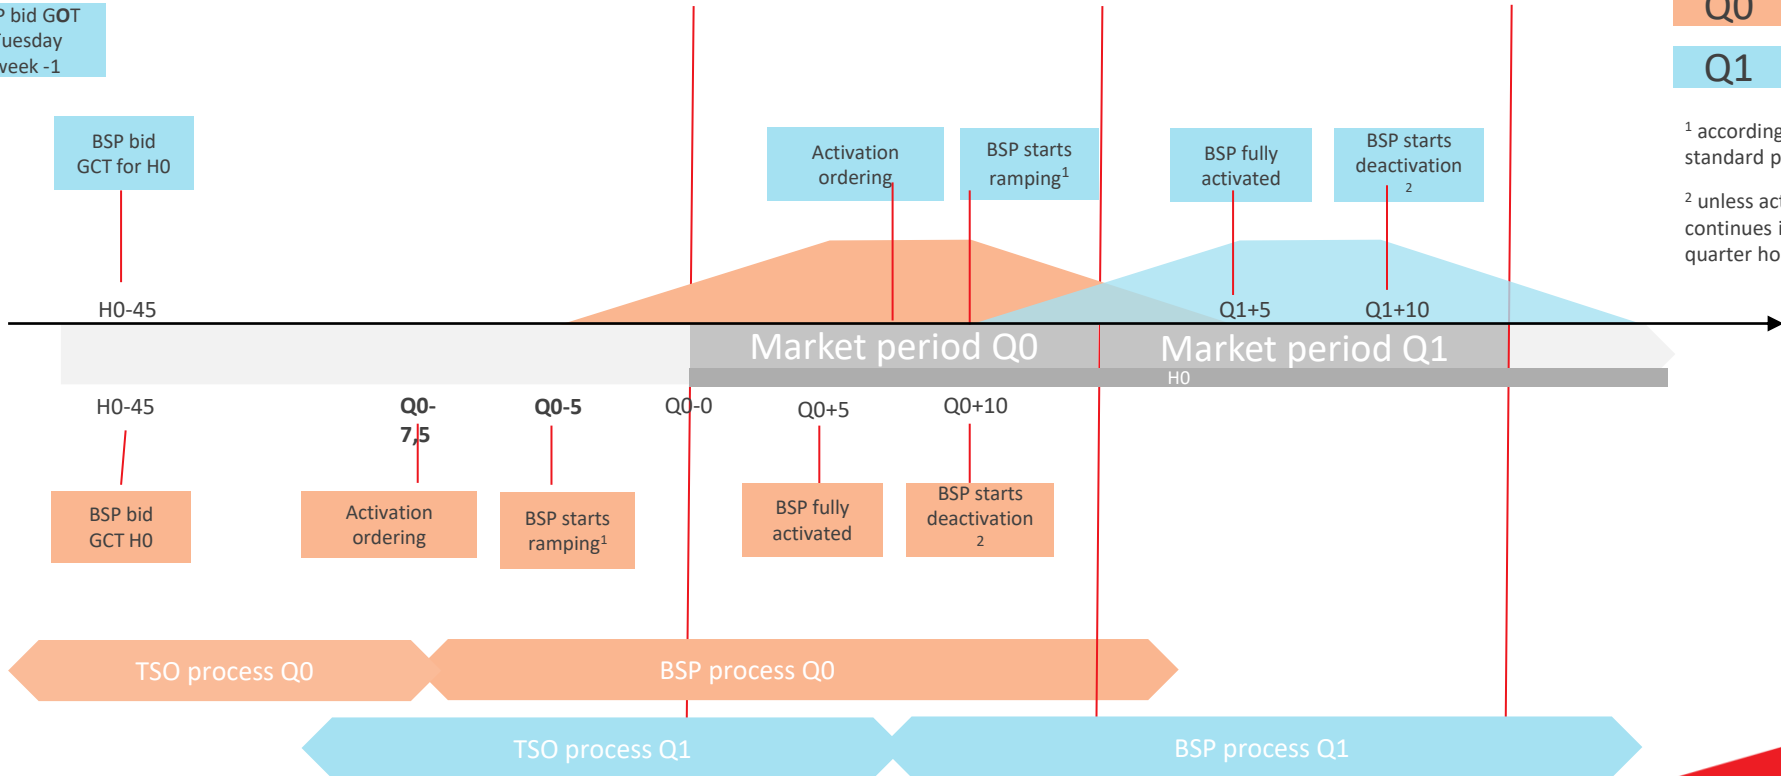 bid GOT
week -1
Q0
Q1
BSP bid
GCT for H0
Activation
ordering
BSP starts
ramping1
BSP fully
activated
BSP starts
deactivation
2
1 according
standard
2 unless
continues
quarter
H0-45
Q1+5
Q1+10
Market period Q0
Market period Q1
H0
H0-45
Q0-
7,5
Q0-5
Q0-0
Q0+5
Q0+10
BSP bid
GCT H0
Activation
ordering
BSP starts
ramping1
BSP fully
activated
BSP starts
deactivation
2
TSO process Q0
BSP process Q0
TSO process Q1
BSP process Q1